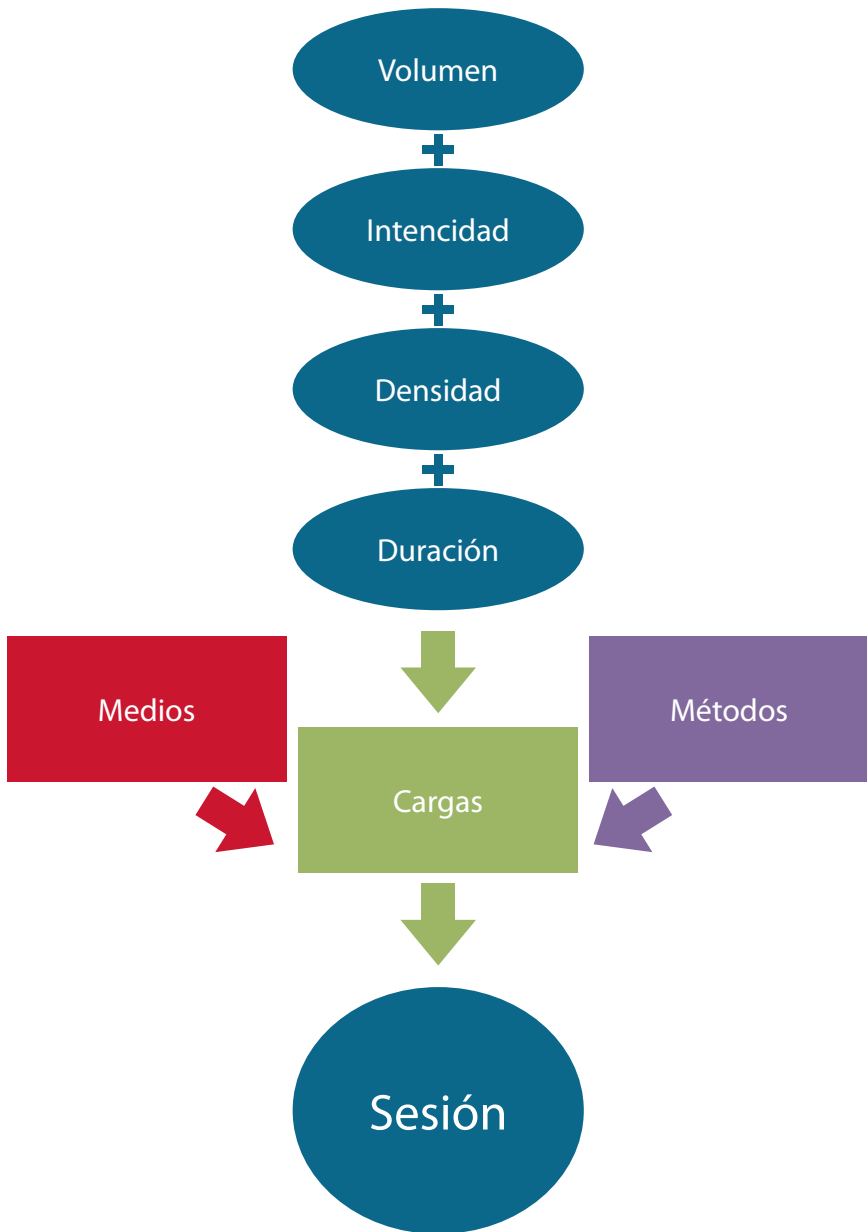 Volumen
Intencidad
Densidad
Duración
Medios
Métodos
Cargas
Sesión